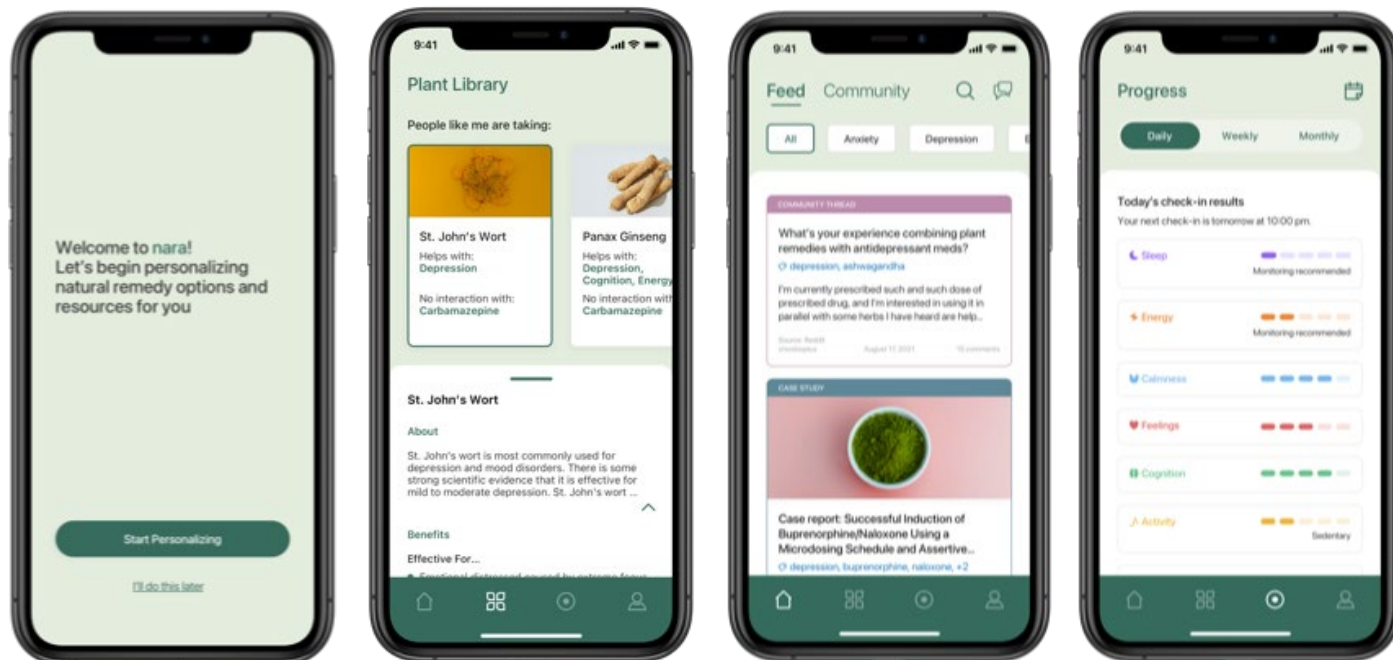 Welcome to nara!
Let's begin personalizing
natural remedy options and
resources for you
Start Personalizing
I'll do this later
9:41
Plant Library
People like me are taking:
St. John's Wort
Helps with:
Depression
No interaction with:
Carbamazepine
Panax Ginseng
Helps with:
Depression,
Cognition, Energy
No interaction with
Carbamazepine
St. John's Wort
About
St. John's wort is most commonly used for
depression and mood disorders. There is some
strong scientific evidence that it is effective for
mild to moderate depression. St. John's wort ...
Benefits
Effective For...
9:41
Feed Community
All Anxiety Depression
COMMUNITY THREAD
What's your experience combining plant
remedies with antidepressant meds?
depression, ashwagandha
I'm currently prescribed such and such dose of
prescribed drug, and I'm interested in using it in
parallel with some herbs I have heard are help...
Source: Reddit
August 17, 2021
comments
CASE STUDY
Case report: Successful Induction of
Buprenorphine/Naloxone Using a
Microdosing Schedule and Assertive...
depression, buprenorphine, naloxone, +2
9:41
Progress
Daily Weekly Monthly
Today's check-in results
Your next check-in is tomorrow at 10:00 pm.
Sleep
Monitoring recommended
Energy
Monitoring recommended
Calmness
Feelings
Cognition
Activity
Sedentary